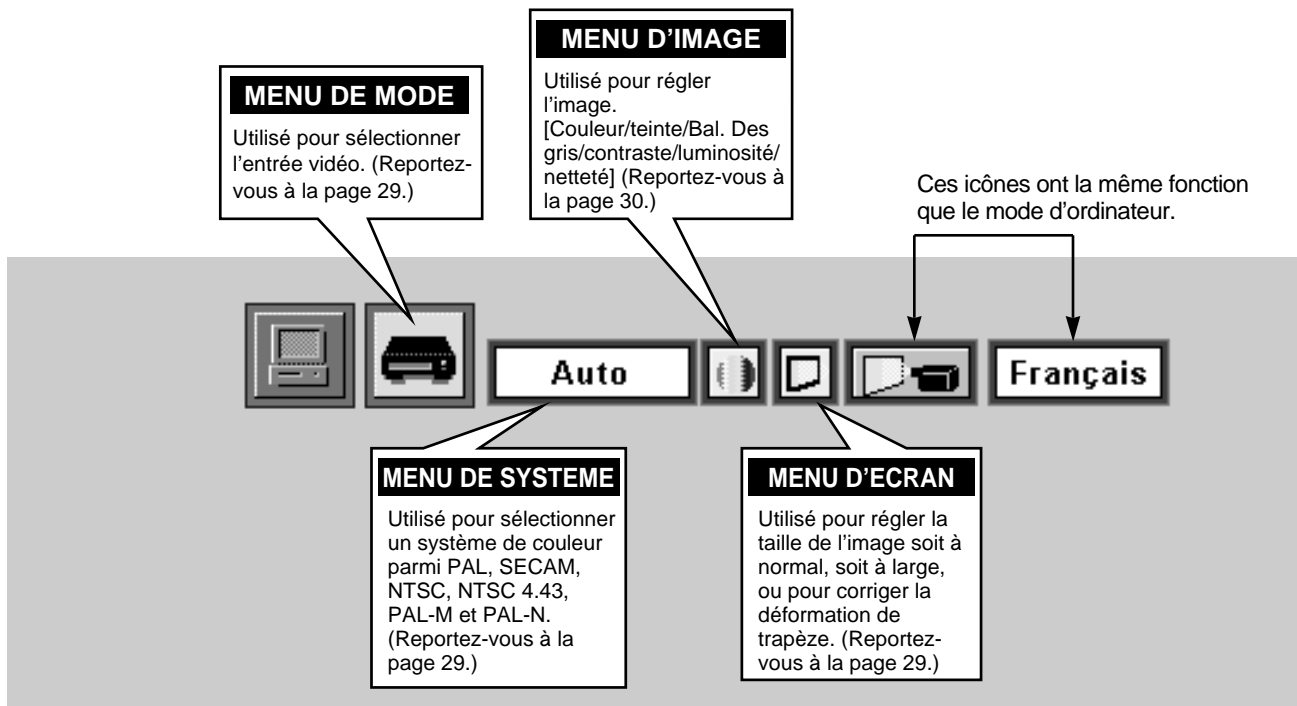 MENU D'IMAGE
Utilisé pour régler
l'image.
[Couleur/teinte/Bal. Des
gris/contraste/luminosité/
netteté] (Reportez-vous à
la page 30.)
MENU DE MODE
Utilisé pour sélectionner
l'entrée vidéo. (Reportez-
vous à la page 29.)
Ces icônes ont la même fonction
que le mode d'ordinateur.
Auto
Français
MENU DE SYSTEME
Utilisé pour sélectionner
un système de couleur
parmi PAL, SECAM,
NTSC, NTSC 4.43,
PAL-M et PAL-N.
(Reportez-vous à la
page 29.)
MENU D'ECRAN
Utilisé pour régler la
taille de l'image soit à
normal, soit à large,
ou pour corriger la
déformation de
trapèze. (Reportez-
vous à la page 29.)